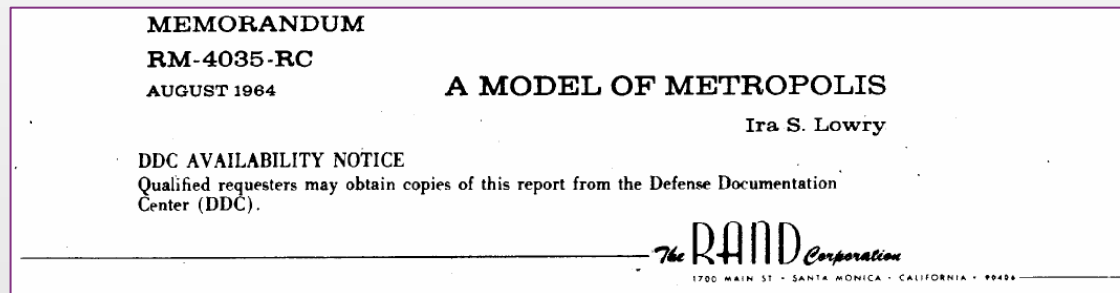 MEMORANDUM
RM-4035-RC
AUGUST 1964
A MODEL OF METROPOLIS
Ira S. Lowry
DDC AVAILABILITY NOTICE
Qualified requesters may obtain copies of this report from the Defense Documentation
Center (DDC).
The RAND Corporation
1700 MAIN ST • SANTA MONICA • CALIFORNIA • 90406